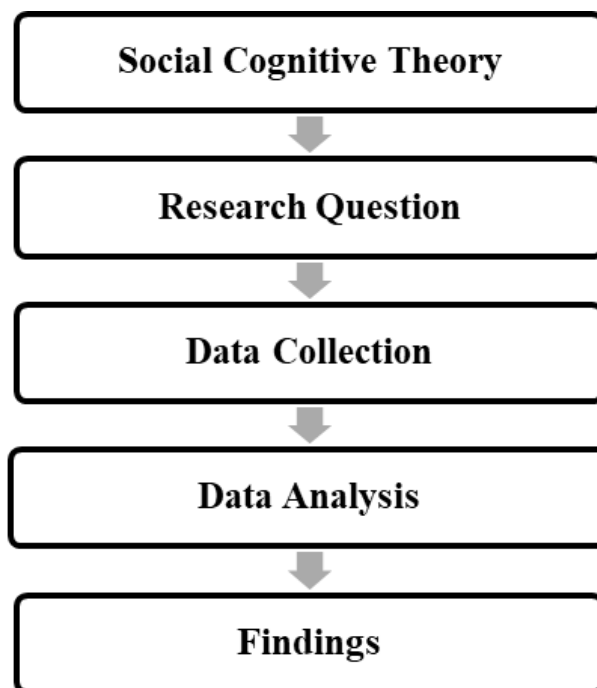 Social Cognitive Theory
Research Question
Data Collection
Data Analysis
Findings